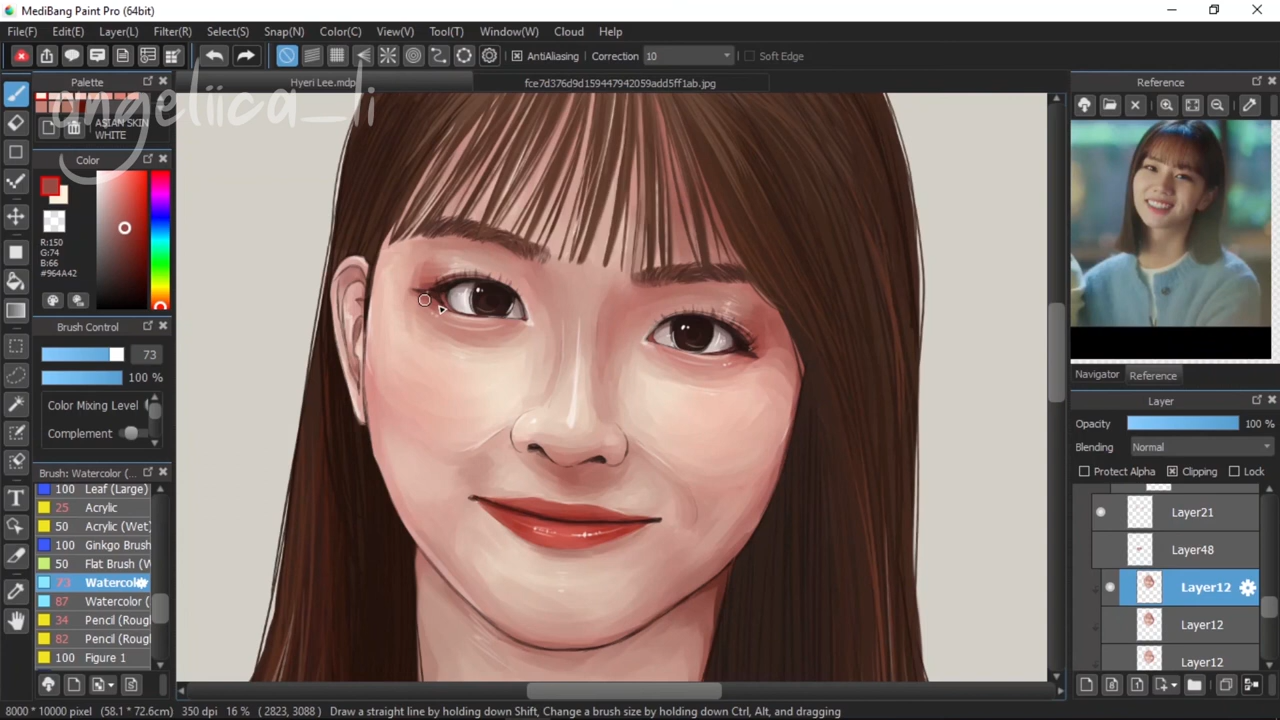 MediBang Paint Pro (64bit)
File(F) Edit(E) Layer(L) Filter(R) Select(S) Snap(N) Color(C) View(V) Tool(T) Window(W) Cloud Help
AntiAliasing Correction 10 Soft Edge
Palette
Hyeri Lee.mdp
fce7d376d9d159447942059add5ff1ab.jpg
Reference
angeliica_li
ASIAN SKIN
WHITE
Color
R:150
G:74
B:66
#964A42
Brush Control
73
100 %
Color Mixing Level
Complement
Brush: Watercolor (...
100 Leaf (Large)
25 Acrylic
50 Acrylic (Wet)
100 Ginkgo Brush
50 Flat Brush (W
73 Watercolo
87 Watercolor (
34 Pencil (Rough
82 Pencil (Rough
100 Figure 1
Navigator Reference
Layer
Opacity 100 %
Blending Normal
Protect Alpha Clipping Lock
Layer21
Layer48
Layer12
Layer12
Layer12
8000 * 10000 pixel (58.1 * 72.6cm) 350 dpi 16 % ( 2823, 3088 ) Draw a straight line by holding down Shift, Change a brush size by holding down Ctrl, Alt, and dragging